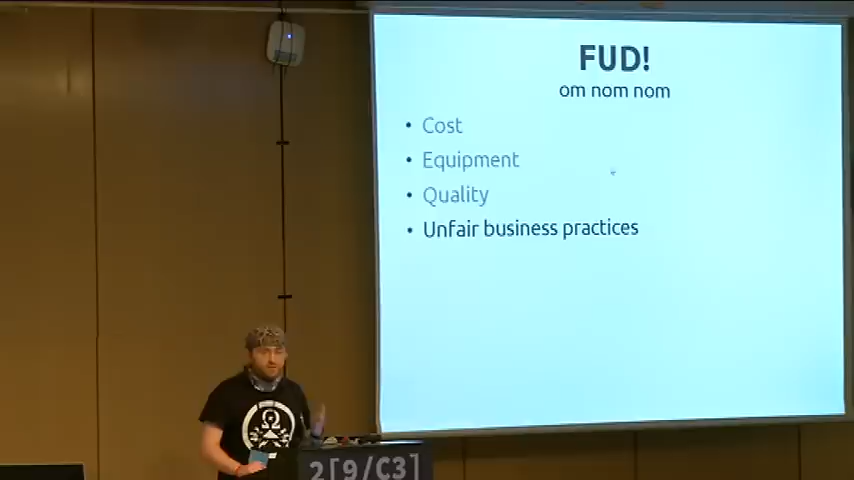 FUD!
om nom nom
• Cost
• Equipment
• Quality
• Unfair business practices
2[9/C3]